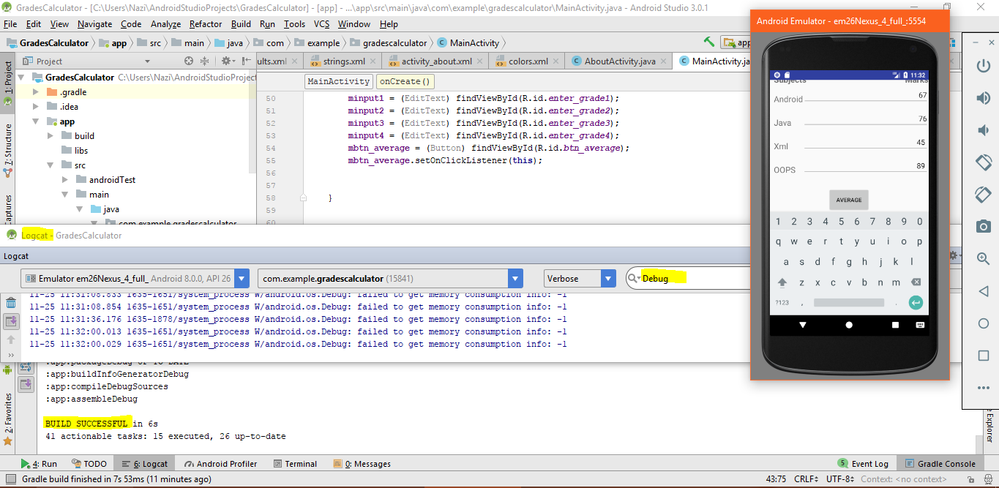 GradesCalculator - [C:\Users\Nazi\AndroidStudioProjects\GradesCalculator] - [app] - ...\app\src\main\java\com\example\gradescalculator\MainActivity.java - Android Studio 3.0.1
File Edit View Navigate Code Analyze Refactor Build Run Tools VCS Window Help
GradesCalculator app src main java com example gradescalculator MainActivity app
Project ults.xml strings.xml activity_about.xml colors.xml AboutActivity.java MainActivity.ja
1: Project
7: Structure
Captures
2: Favorites
GradesCalculator C:\Users\Nazi\AndroidStudioProject
.gradle
.idea
app
build
libs
src
androidTest
main
java
com.example.gradescalculator
MainActivity onCreate()
50 minput1 = (EditText) findViewById(R.id.enter_grade1);
51 minput2 = (EditText) findViewById(R.id.enter_grade2);
52 minput3 = (EditText) findViewById(R.id.enter_grade3);
53 minput4 = (EditText) findViewById(R.id.enter_grade4);
54 mbtn_average = (Button) findViewById(R.id.btn_average);
55 mbtn_average.setOnClickListener(this);
56
57
58 }
59
60
Logcat - GradesCalculator
Logcat
Emulator em26Nexus_4_full_ Android 8.0.0, API 26 com.example.gradescalculator (15841) Verbose Debug
11-25 11:31:08.833 1635-1651/system_process W/android.os.Debug: failed to get memory consumption info: -1
11-25 11:31:08.854 1635-1651/system_process W/android.os.Debug: failed to get memory consumption info: -1
11-25 11:31:36.176 1635-1878/system_process W/android.os.Debug: failed to get memory consumption info: -1
11-25 11:32:00.013 1635-1651/system_process W/android.os.Debug: failed to get memory consumption info: -1
11-25 11:32:00.029 1635-1651/system_process W/android.os.Debug: failed to get memory consumption info: -1
:app:packageDebug UP-TO-DATE
:app:buildInfoGeneratorDebug
:app:compileDebugSources
:app:assembleDebug
BUILD SUCCESSFUL in 6s
41 actionable tasks: 15 executed, 26 up-to-date
Android Emulator - em26Nexus_4_full_:5554
11:32
Subjects Marks
Android 67
Java 76
Xml 45
OOPS 89
AVERAGE
1 2 3 4 5 6 7 8 9 0
q w e r t y u i o p
a s d f g h j k l
z x c v b n m
?123 , .
e Explorer
4: Run TODO 6: Logcat Android Profiler Terminal 0: Messages 5 Event Log Gradle Console
Gradle build finished in 7s 53ms (11 minutes ago) 43:75 CRLF UTF-8 Context: <no context>